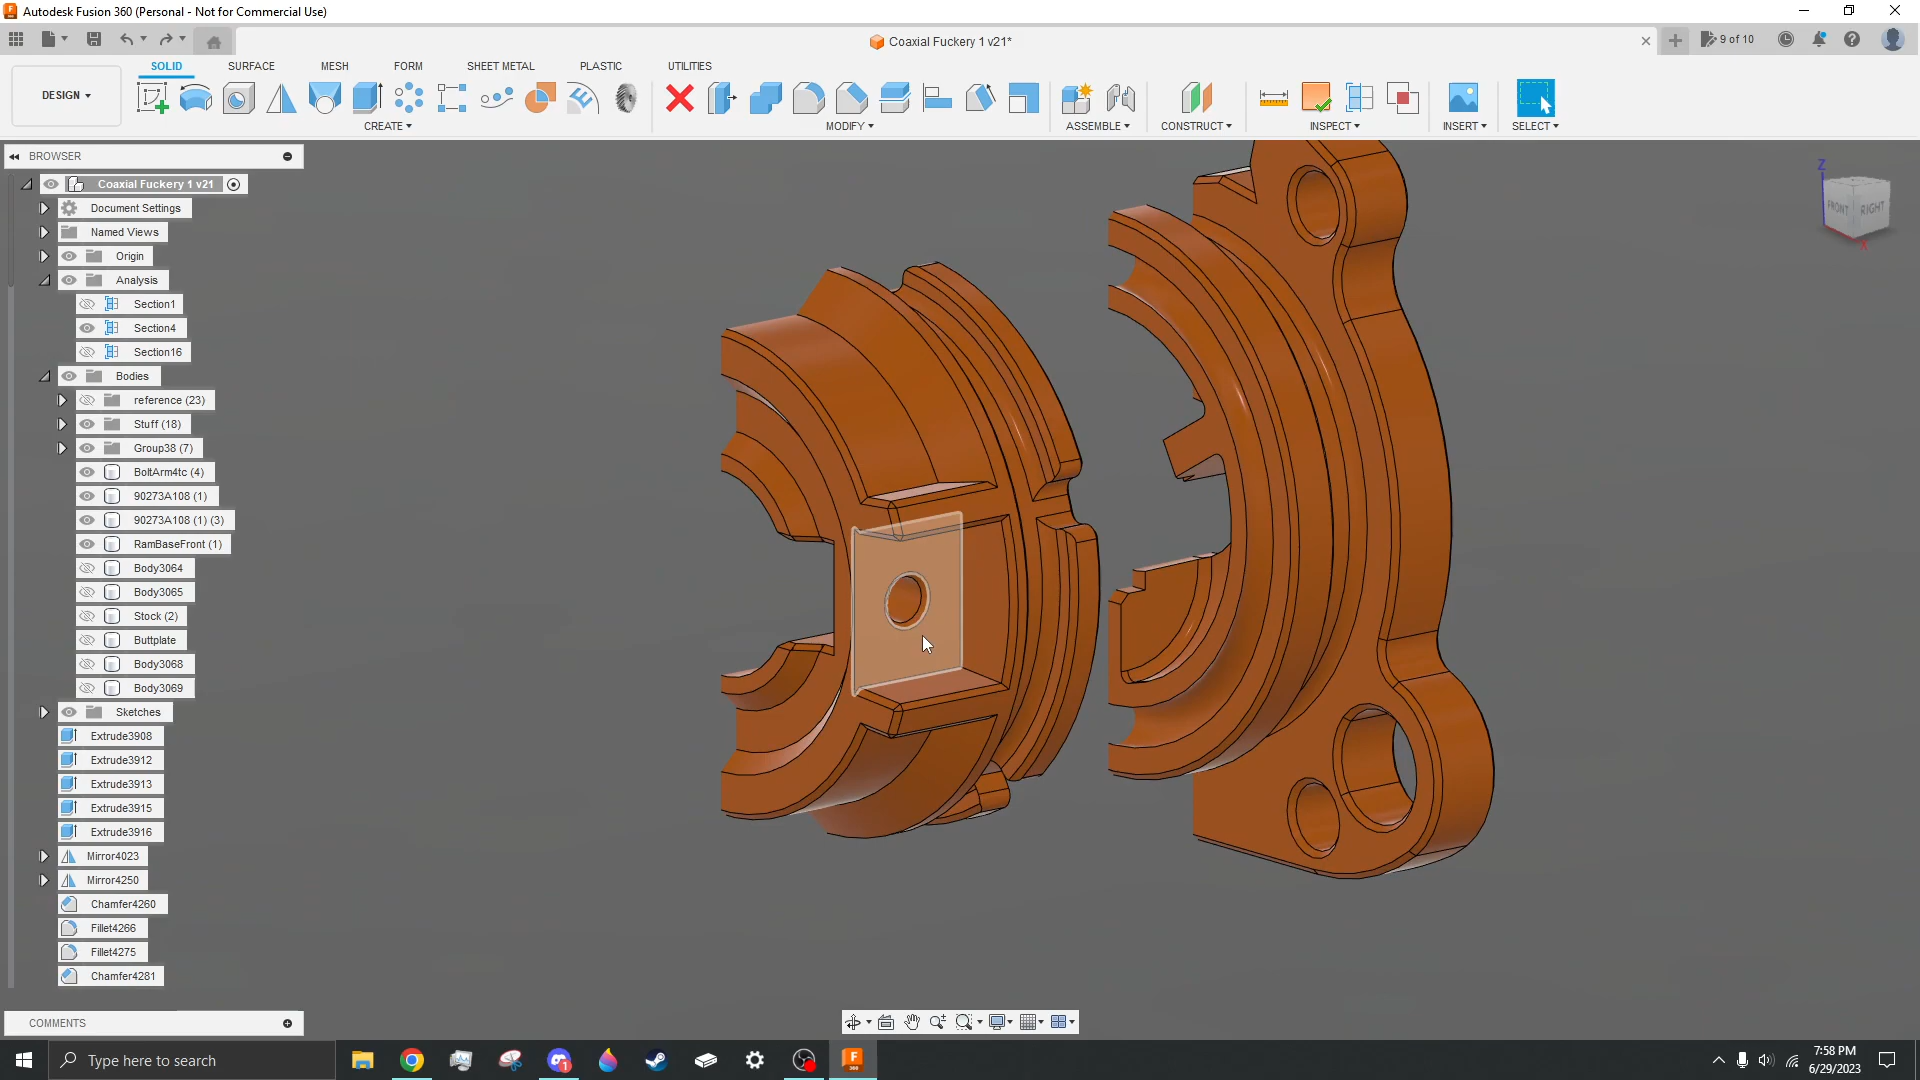 Autodesk Fusion 360 (Personal - Not for Commercial Use)
Coaxial Fuckery 1 v21*
9 of 10
DESIGN
SOLID
SURFACE
MESH
FORM
SHEET METAL
PLASTIC
UTILITIES
CREATE
MODIFY
ASSEMBLE
CONSTRUCT
INSPECT
INSERT
SELECT
BROWSER
Coaxial Fuckery 1 v21
Document Settings
Named Views
Origin
Analysis
Section1
Section4
Section16
Bodies
reference (23)
Stuff (18)
Group38 (7)
BoltArm4tc (4)
90273A108 (1)
90273A108 (1) (3)
RamBaseFront (1)
Body3064
Body3065
Stock (2)
Buttplate
Body3068
Body3069
Sketches
Extrude3908
Extrude3912
Extrude3913
Extrude3915
Extrude3916
Mirror4023
Mirror4250
Chamfer4260
Fillet4266
Fillet4275
Chamfer4281
Z
FRONT
RIGHT
X
COMMENTS
Type here to search
1
F
360
7:58 PM
6/29/2023